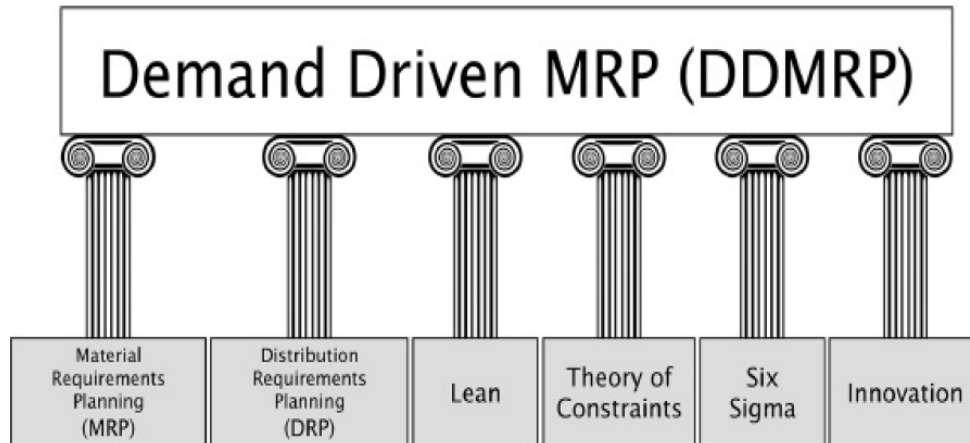 Demand Driven MRP (DDMRP)
Material
Requirements
Planning
(MRP)
Distribution
Requirements
Planning
(DRP)
Lean
Theory of
Constraints
Six
Sigma
Innovation